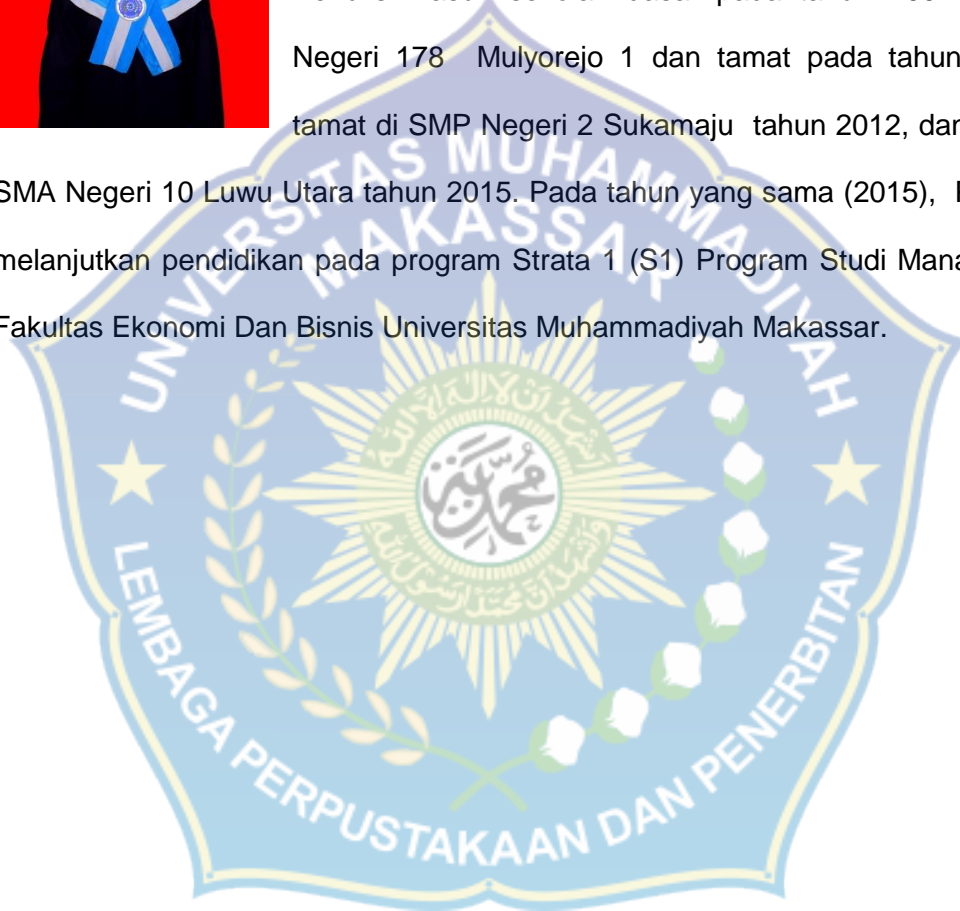 Negeri 178 Mulyorejo 1 dan tamat pada tahun
tamat di SMP Negeri 2 Sukamaju tahun 2012, dan
SMA Negeri 10 Luwu Utara tahun 2015. Pada tahun yang sama (2015),
melanjutkan pendidikan pada program Strata 1 (S1) Program Studi
Fakultas Ekonomi Dan Bisnis Universitas Muhammadiyah Makassar.
UNIVERSITAS MUHAMMADIYAH
MAKASSAR
LEMBAGA PERPUSTAKAAN DAN PENERBITAN